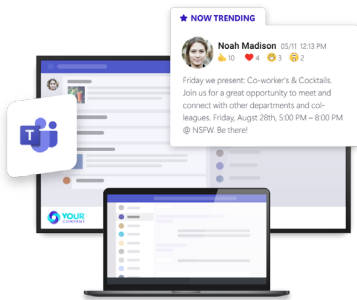 NOW TRENDING
Noah Madison 05/11 12:13 PM
10 4 3 2
Friday we present: Co-worker's & Cocktails.
Join us for a great opportunity to meet and
connect with other departments and col-
leagues. Friday, Augst 28th, 5:00 PM – 8:00 PM
@ NSFW. Be there!
T
YOUR
COMPANY